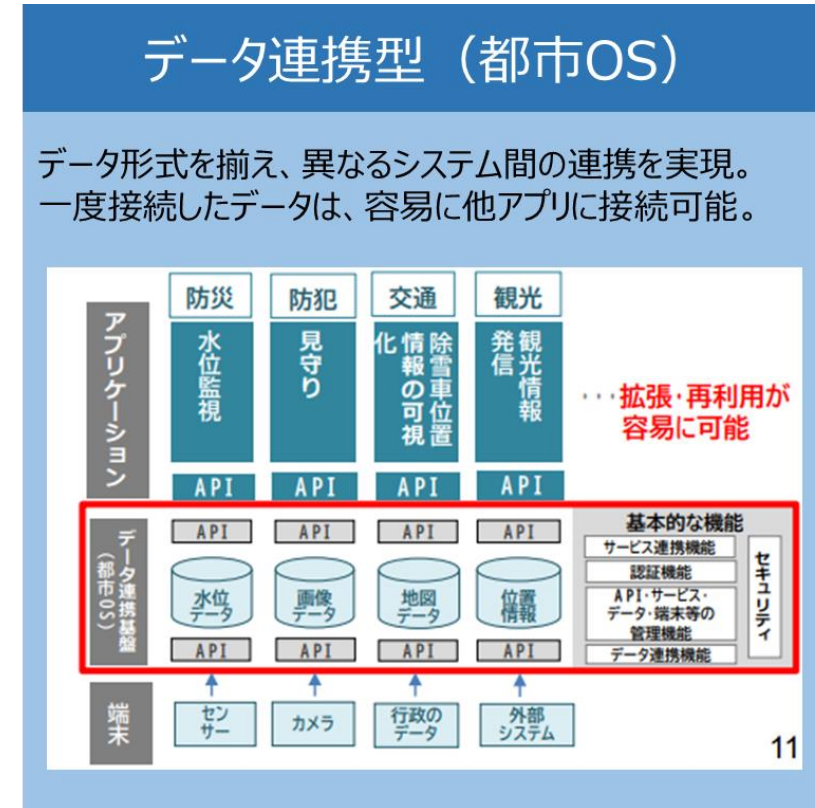 データ連携型（都市OS）
データ形式を揃え、異なるシステム間の連携を実現。
一度接続したデータは、容易に他アプリに接続可能。
アプリケーション
防災
防犯
交通
観光
水位監視
見守り
除雪車位置
情報の可視
化
観光情報
発信
･･･拡張･再利用が
容易に可能
API
API
API
API
データ連携基盤
（都市OS）
API
API
API
API
水位
データ
画像
データ
地図
データ
位置
情報
API
API
API
API
基本的な機能
サービス連携機能
認証機能
API･サービス･
データ･端末等の
管理機能
データ連携機能
セキュリティ
端末
セン
サー
カメラ
行政の
データ
外部
システム
11